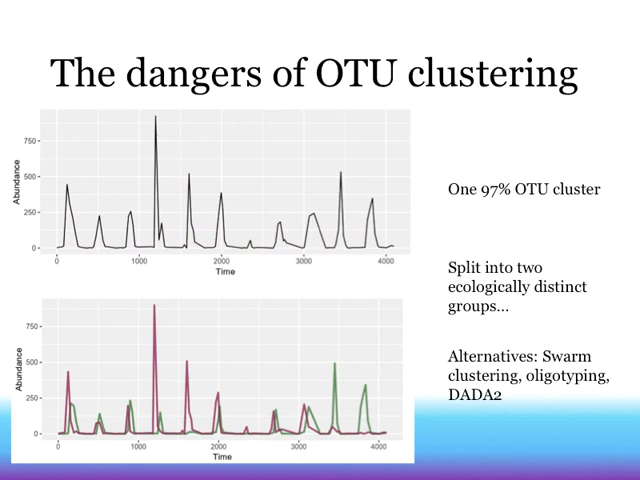 The dangers of OTU clustering
Abundance
750
500
250
0
0 1000 2000 3000 4000
Time
One 97% OTU cluster
Split into two
ecologically distinct
groups...
Abundance
750
500
250
0
0 1000 2000 3000 4000
Time
Alternatives: Swarm
clustering, oligotyping,
DADA2